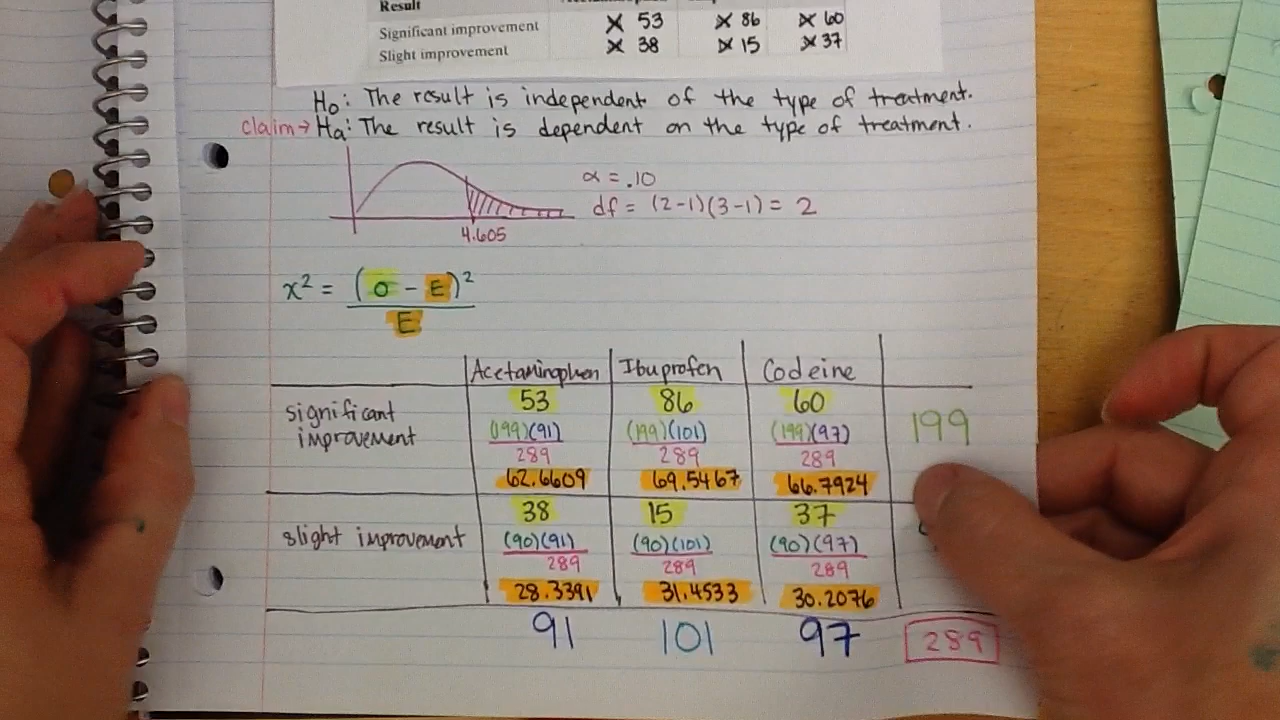 Result
Significant improvement X 53 X 86 X 60
Slight improvement X 38 X 15 X 37
H₀: The result is independent of the type of treatment.
claim → Hₐ: The result is dependent on the type of treatment.
α = .10
df = (2-1)(3-1) = 2
4.605
x² = (O - E)²
E
Acetaminophen Ibuprofen Codeine
53 86 60
significant improvement (199)(91) (199)(101) (199)(97) 199
289 289 289
62.6609 69.5467 66.7924
38 15 37
slight improvement (90)(91) (90)(101) (90)(97)
289 289 289
28.3391 31.4533 30.2076
91 101 97 289